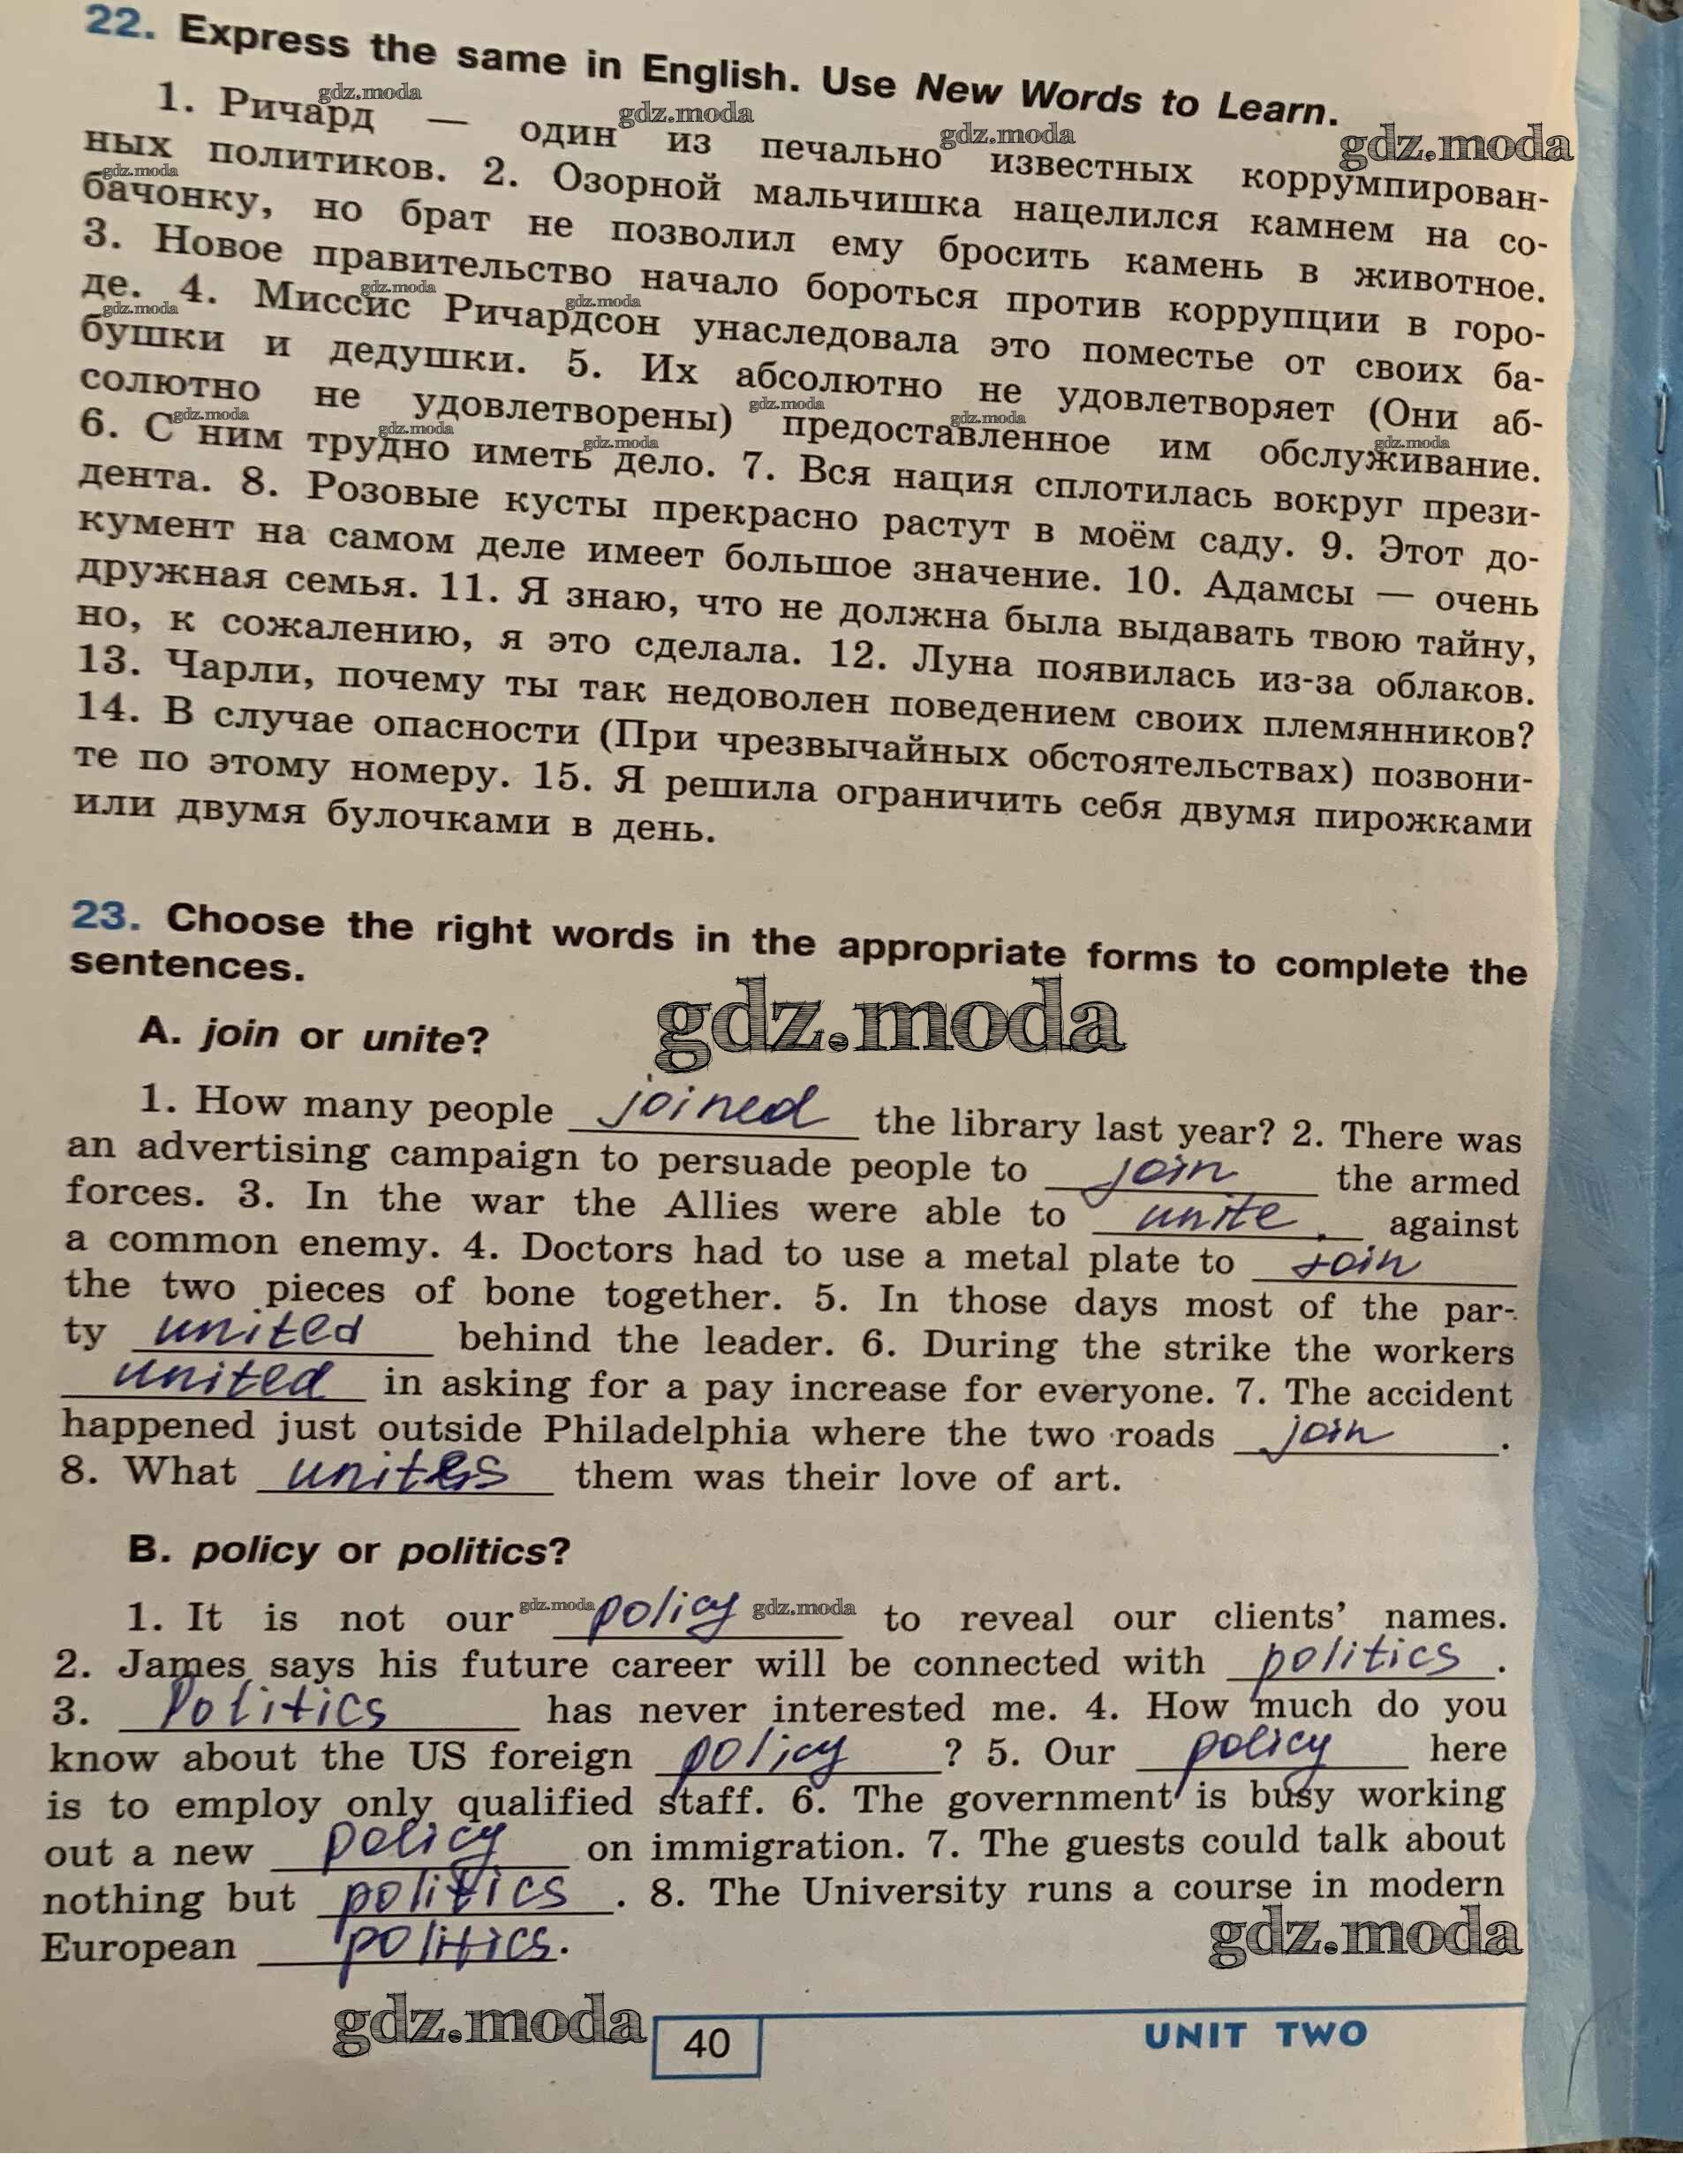 22. Express the same in English. Use New Words to Learn.
1. Ричард — один из печально известных коррумпирован-
ных политиков. 2. Озорной мальчишка нацелился камнем на со-
бачонку, но брат не позволил ему бросить камень в животное.
3. Новое правительство начало бороться против коррупции в горо-
де. 4. Миссис Ричардсон унаследовала это поместье от своих ба-
бушки и дедушки. 5. Их абсолютно не удовлетворяет (Они аб-
солютно не удовлетворены) предоставленное им обслуживание.
6. С ним трудно иметь дело. 7. Вся нация сплотилась вокруг прези-
дента. 8. Розовые кусты прекрасно растут в моём саду. 9. Этот до-
кумент на самом деле имеет большое значение. 10. Адамсы — очень
дружная семья. 11. Я знаю, что не должна была выдавать твою тайну,
но, к сожалению, я это сделала. 12. Луна появилась из-за облаков.
13. Чарли, почему ты так недоволен поведением своих племянников?
14. В случае опасности (При чрезвычайных обстоятельствах) позвони-
те по этому номеру. 15. Я решила ограничить себя двумя пирожками
или двумя булочками в день.
23. Choose the right words in the appropriate forms to complete the
sentences.
gdz.moda
A. join or unite?
1. How many people joined the library last year? 2. There was
an advertising campaign to persuade people to join the armed
forces. 3. In the war the Allies were able to unite against
a common enemy. 4. Doctors had to use a metal plate to join
the two pieces of bone together. 5. In those days most of the par-
ty united behind the leader. 6. During the strike the workers
united in asking for a pay increase for everyone. 7. The accident
happened just outside Philadelphia where the two roads join.
8. What unites them was their love of art.
B. policy or politics?
1. It is not our policy to reveal our clients' names.
2. James says his future career will be connected with politics.
3. Politics has never interested me. 4. How much do you
know about the US foreign policy? 5. Our policy here
is to employ only qualified staff. 6. The government is busy working
out a new policy on immigration. 7. The guests could talk about
nothing but politics. 8. The University runs a course in modern
European politics.
gdz.moda
gdz.moda
40
UNIT TWO